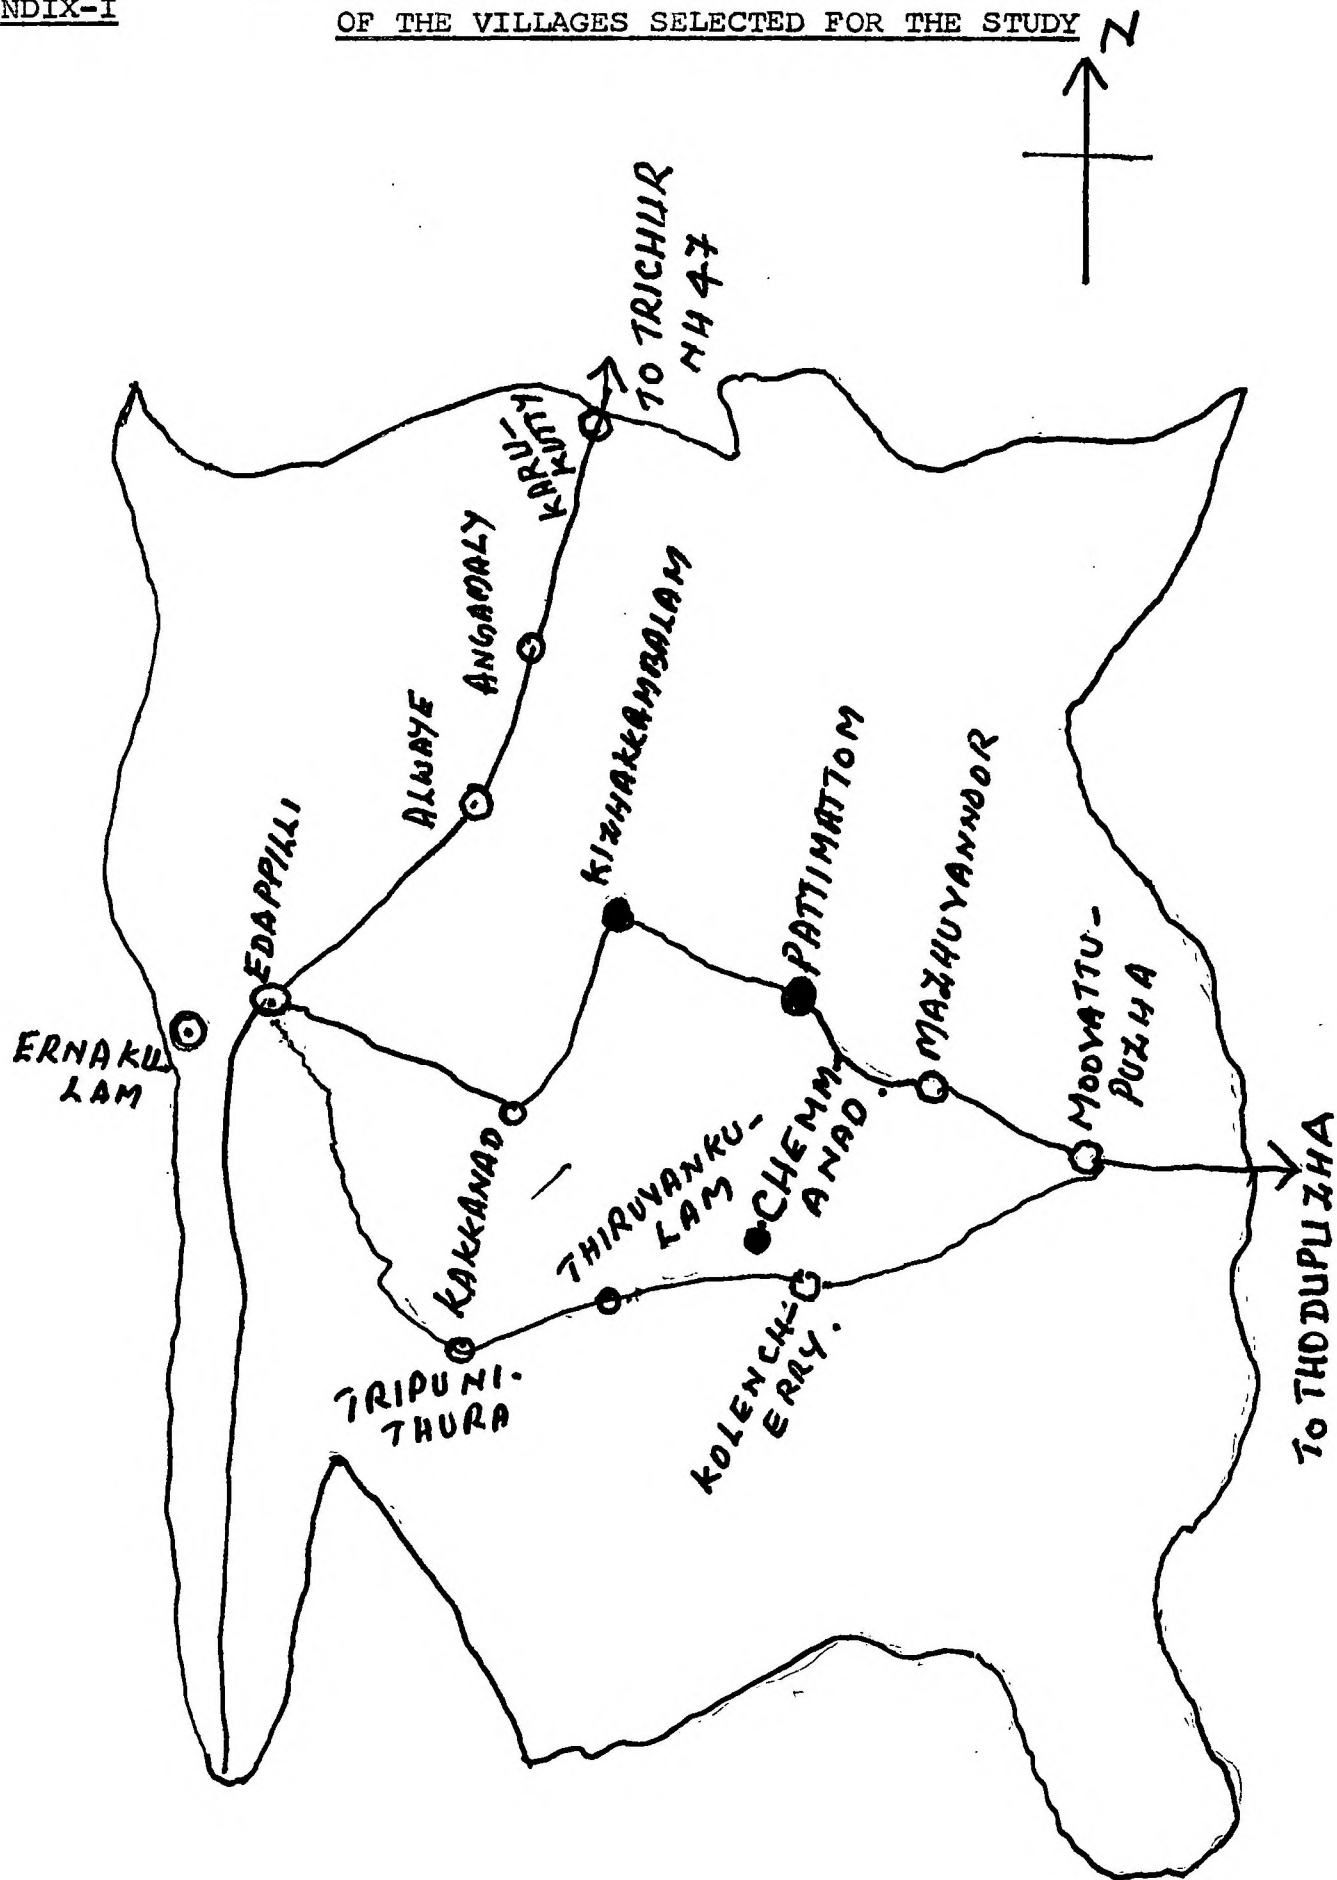 NDIX-I
OF THE VILLAGES SELECTED FOR THE STUDY
N
TO TRICHUR
NH 47
KARU-
KUTTY
ANGAMALY
ALWAYE
EDAPPILLI
ERNAKU
LAM
KIZHAKKAMBALAM
PATTIMATTOM
MAZHUVANNOOR
MOOVATTU-
PUZHA
KAKKANAD
THIRUVANKU-
LAM
CHEMM-
ANAD.
TRIPUNI-
THURA
KOLENCH-
ERRY.
TO THODUPUZHA